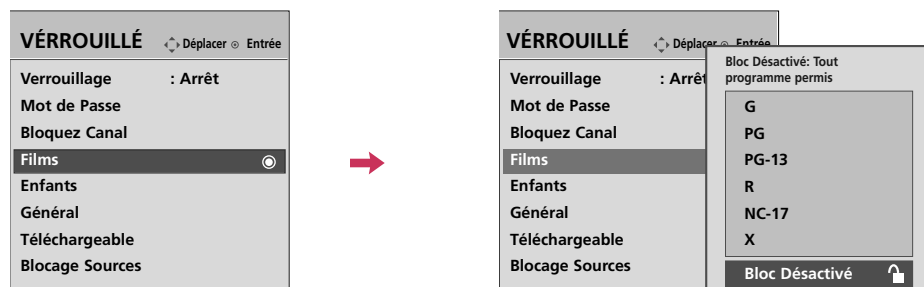 VÉRROUILLÉ Déplacer Entrée
Verrouillage : Arrêt
Mot de Passe
Bloquez Canal
Films
Enfants
Général
Téléchargeable
Blocage Sources
VÉRROUILLÉ Déplacer Entrée
Verrouillage : Arrêt
Mot de Passe
Bloquez Canal
Films
Enfants
Général
Téléchargeable
Blocage Sources
Bloc Désactivé: Tout
programme permis
G
PG
PG-13
R
NC-17
X
Bloc Désactivé